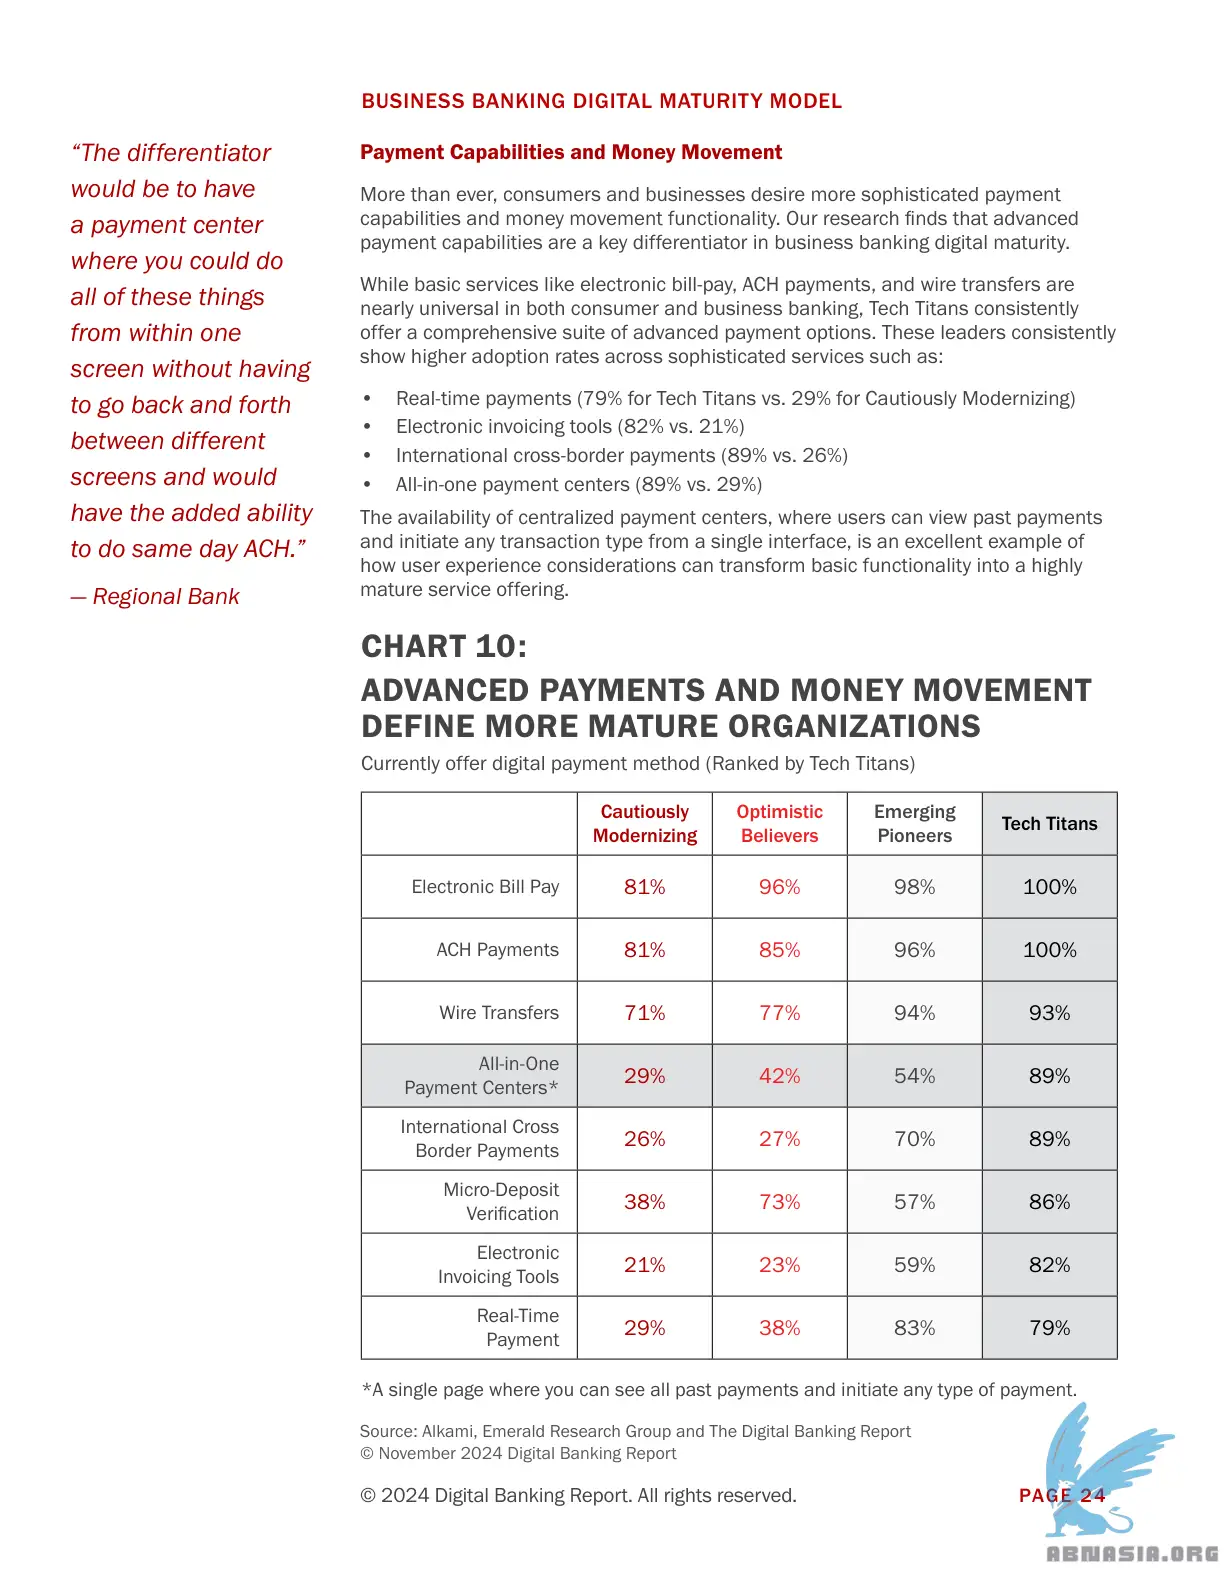 BUSINESS BANKING DIGITAL MATURITY MODEL
“The differentiator
would be to have
a payment center
where you could do
all of these things
from within one
screen without having
to go back and forth
between different
screens and would
have the added ability
to do same day ACH.”
— Regional Bank
Payment Capabilities and Money Movement
More than ever, consumers and businesses desire more sophisticated payment
capabilities and money movement functionality. Our research finds that advanced
payment capabilities are a key differentiator in business banking digital maturity.
While basic services like electronic bill-pay, ACH payments, and wire transfers are
nearly universal in both consumer and business banking, Tech Titans consistently
offer a comprehensive suite of advanced payment options. These leaders consistently
show higher adoption rates across sophisticated services such as:
• Real-time payments (79% for Tech Titans vs. 29% for Cautiously Modernizing)
• Electronic invoicing tools (82% vs. 21%)
• International cross-border payments (89% vs. 26%)
• All-in-one payment centers (89% vs. 29%)
The availability of centralized payment centers, where users can view past payments
and initiate any transaction type from a single interface, is an excellent example of
how user experience considerations can transform basic functionality into a highly
mature service offering.
CHART 10:
ADVANCED PAYMENTS AND MONEY MOVEMENT
DEFINE MORE MATURE ORGANIZATIONS
Currently offer digital payment method (Ranked by Tech Titans)
Cautiously Modernizing Optimistic Believers Emerging Pioneers Tech Titans
Electronic Bill Pay 81% 96% 98% 100%
ACH Payments 81% 85% 96% 100%
Wire Transfers 71% 77% 94% 93%
All-in-One Payment Centers* 29% 42% 54% 89%
International Cross Border Payments 26% 27% 70% 89%
Micro-Deposit Verification 38% 73% 57% 86%
Electronic Invoicing Tools 21% 23% 59% 82%
Real-Time Payment 29% 38% 83% 79%
*A single page where you can see all past payments and initiate any type of payment.
Source: Alkami, Emerald Research Group and The Digital Banking Report
© November 2024 Digital Banking Report
© 2024 Digital Banking Report. All rights reserved.
PAGE 24
ABNASIA.ORG